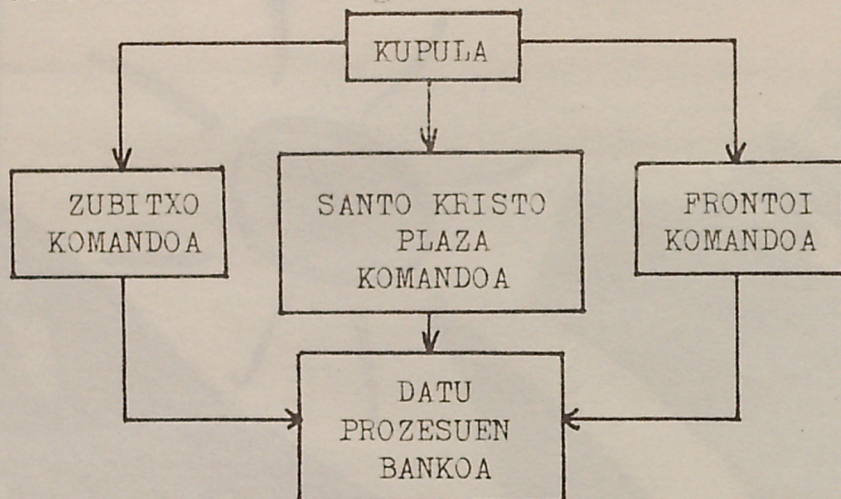 KUPULA
ZUBITXO
KOMANDOA
SANTO KRISTO
PLAZA
KOMANDOA
FRONTOI
KOMANDOA
DATU
PROZESUEN
BANKOA